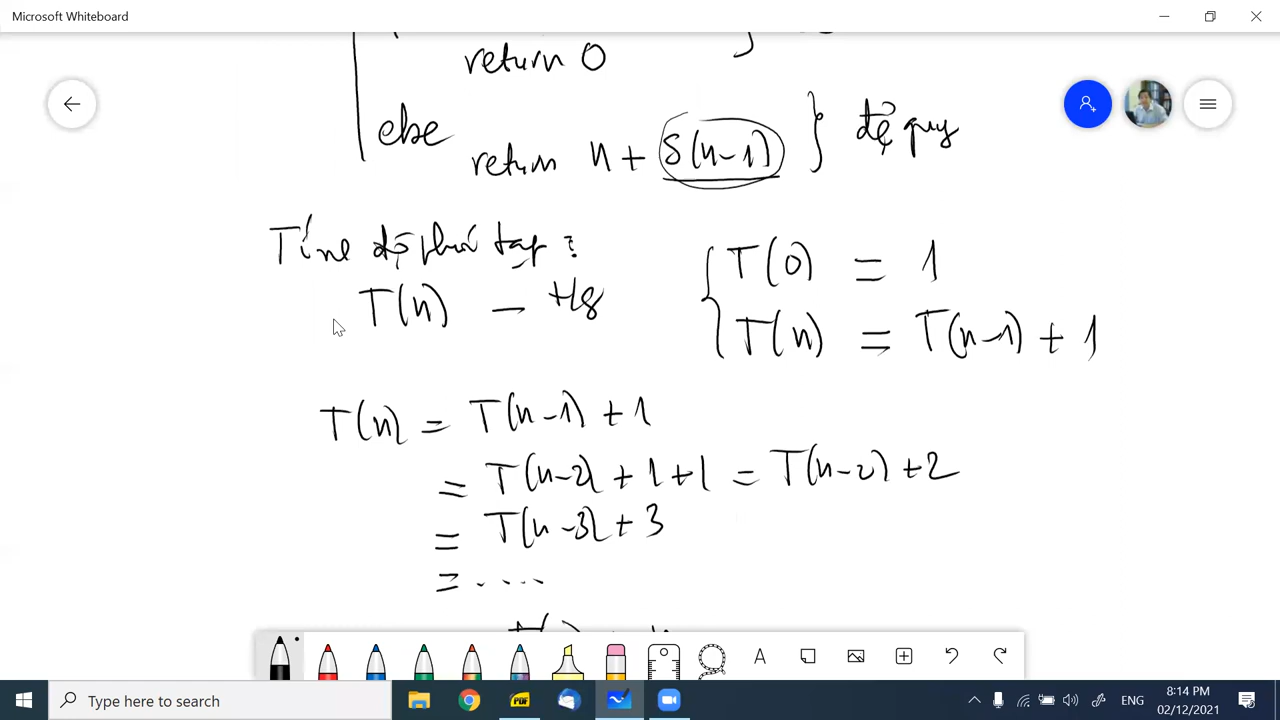 Microsoft Whiteboard
return 0
else
return n + S(n-1) } đệ quy
Tính độ phức tạp :
T(n) -
T(0) = 1
T(n) = T(n-1) + 1
T(n) = T(n-1) + 1
= T(n-2) + 1 + 1 = T(n-2) + 2
= T(n-3) + 3
= ....
Type here to search
ENG
8:14 PM
02/12/2021